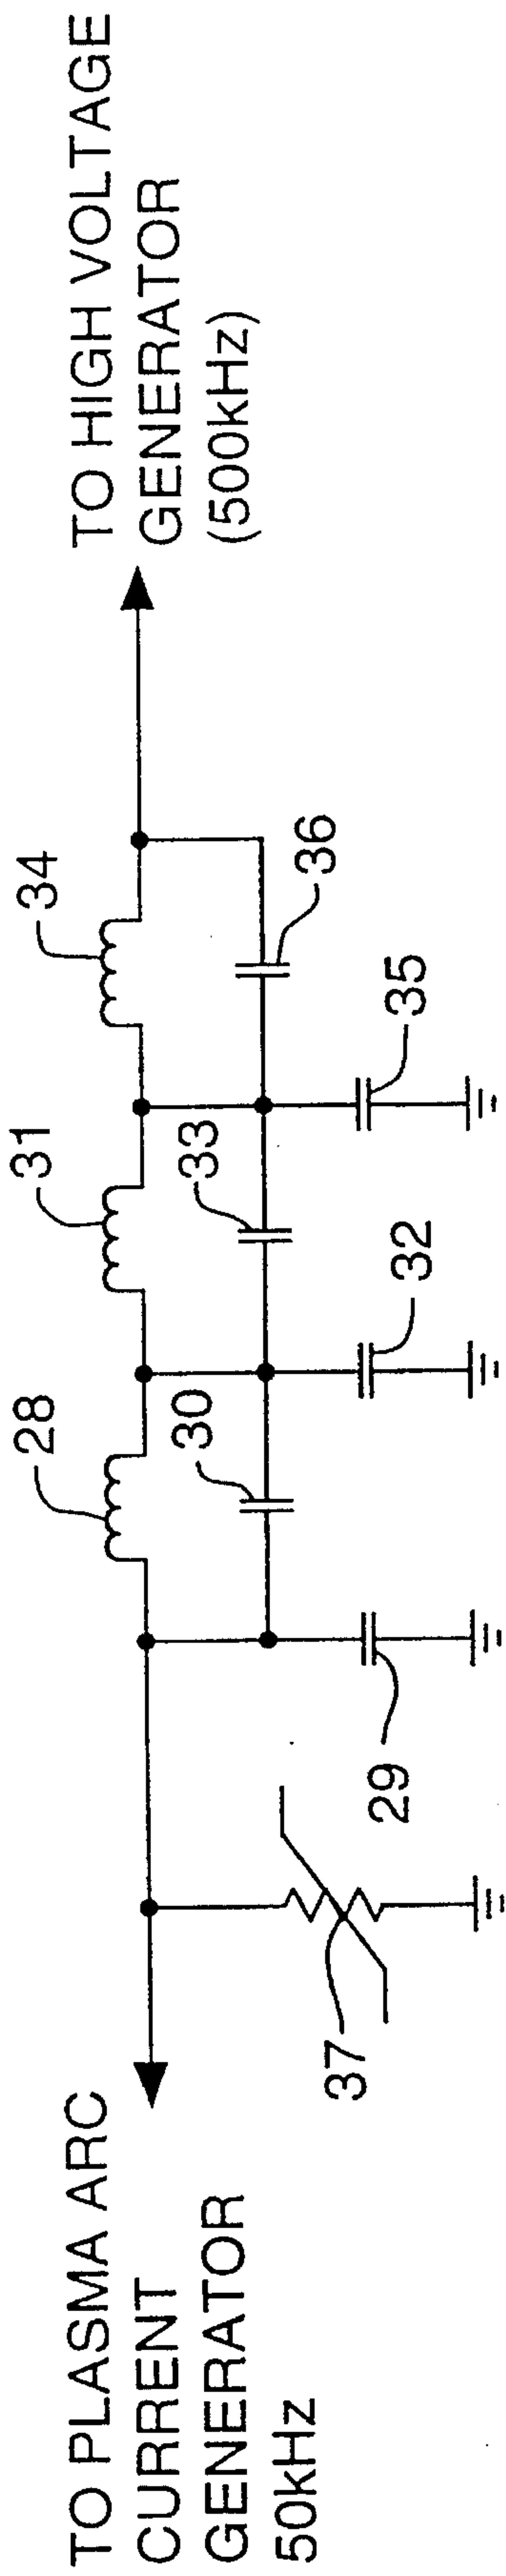 TO PLASMA ARC
CURRENT
GENERATOR
50kHz
37
29
28
30
32
31
33
35
34
36
TO HIGH VOLTAGE
GENERATOR
(500kHz)